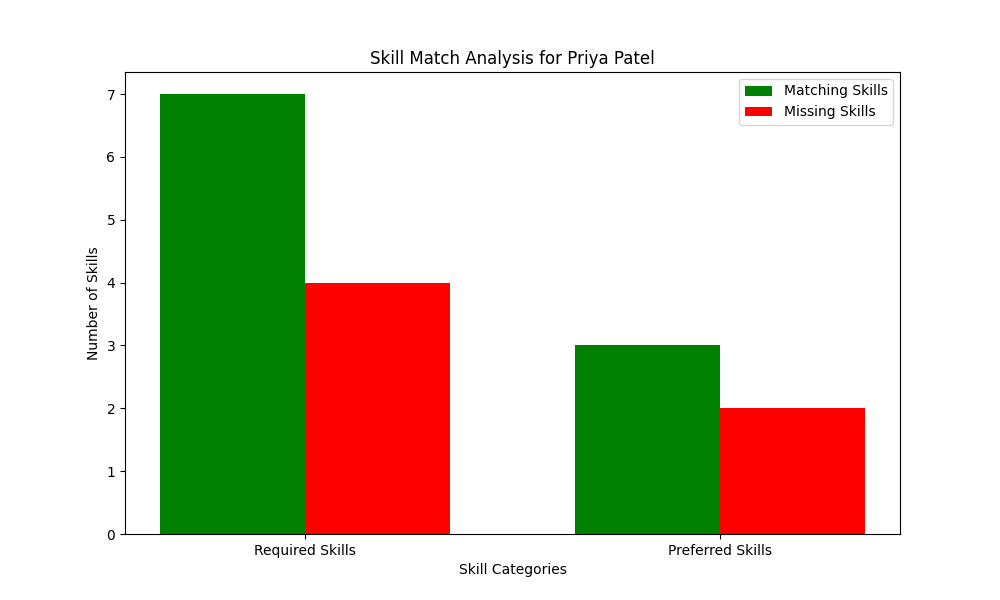 Skill Match Analysis for Priya Patel
Matching Skills
Missing Skills
Number of Skills
7
6
5
4
3
2
1
0
Required Skills
Preferred Skills
Skill Categories